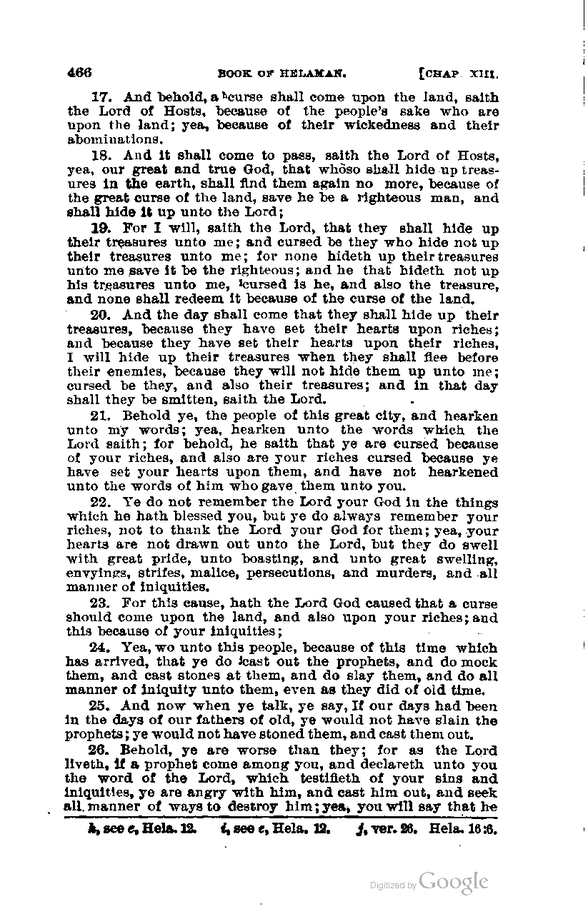 466 BOOK OF HELAMAN. [CHAP XIII.
17. And behold, a hcurse shall come upon the land, saith
the Lord of Hosts, because of the people's sake who are
upon the land; yea, because of their wickedness and their
abominations.
18. And it shall come to pass, saith the Lord of Hosts,
yea, our great and true God, that whoso shall hide up treas-
ures in the earth, shall find them again no more, because of
the great curse of the land, save he be a righteous man, and
shall hide it up unto the Lord;
19. For I will, saith the Lord, that they shall hide up
their treasures unto me; and cursed be they who hide not up
their treasures unto me; for none hideth up their treasures
unto me save it be the righteous; and he that hideth not up
his treasures unto me, icursed is he, and also the treasure,
and none shall redeem it because of the curse of the land.
20. And the day shall come that they shall hide up their
treasures, because they have set their hearts upon riches;
and because they have set their hearts upon their riches,
I will hide up their treasures when they shall flee before
their enemies, because they will not hide them up unto me;
cursed be they, and also their treasures; and in that day
shall they be smitten, saith the Lord.
21. Behold ye, the people of this great city, and hearken
unto my words; yea, hearken unto the words which the
Lord saith; for behold, he saith that ye are cursed because
of your riches, and also are your riches cursed because ye
have set your hearts upon them, and have not hearkened
unto the words of him who gave them unto you.
22. Ye do not remember the Lord your God in the things
which he hath blessed you, but ye do always remember your
riches, not to thank the Lord your God for them; yea, your
hearts are not drawn out unto the Lord, but they do swell
with great pride, unto boasting, and unto great swelling,
envyings, strifes, malice, persecutions, and murders, and all
manner of iniquities.
23. For this cause, hath the Lord God caused that a curse
should come upon the land, and also upon your riches; and
this because of your iniquities;
24. Yea, wo unto this people, because of this time which
has arrived, that ye do jcast out the prophets, and do mock
them, and cast stones at them, and do slay them, and do all
manner of iniquity unto them, even as they did of old time.
25. And now when ye talk, ye say, If our days had been
in the days of our fathers of old, ye would not have slain the
prophets; ye would not have stoned them, and cast them out.
26. Behold, ye are worse than they; for as the Lord
liveth, if a prophet come among you, and declareth unto you
the word of the Lord, which testifieth of your sins and
iniquities, ye are angry with him, and cast him out, and seek
all manner of ways to destroy him; yea, you will say that he
h, see e, Hela. 12. i, see e, Hela. 12. j, ver. 26. Hela. 16:6.
Digitized by Google